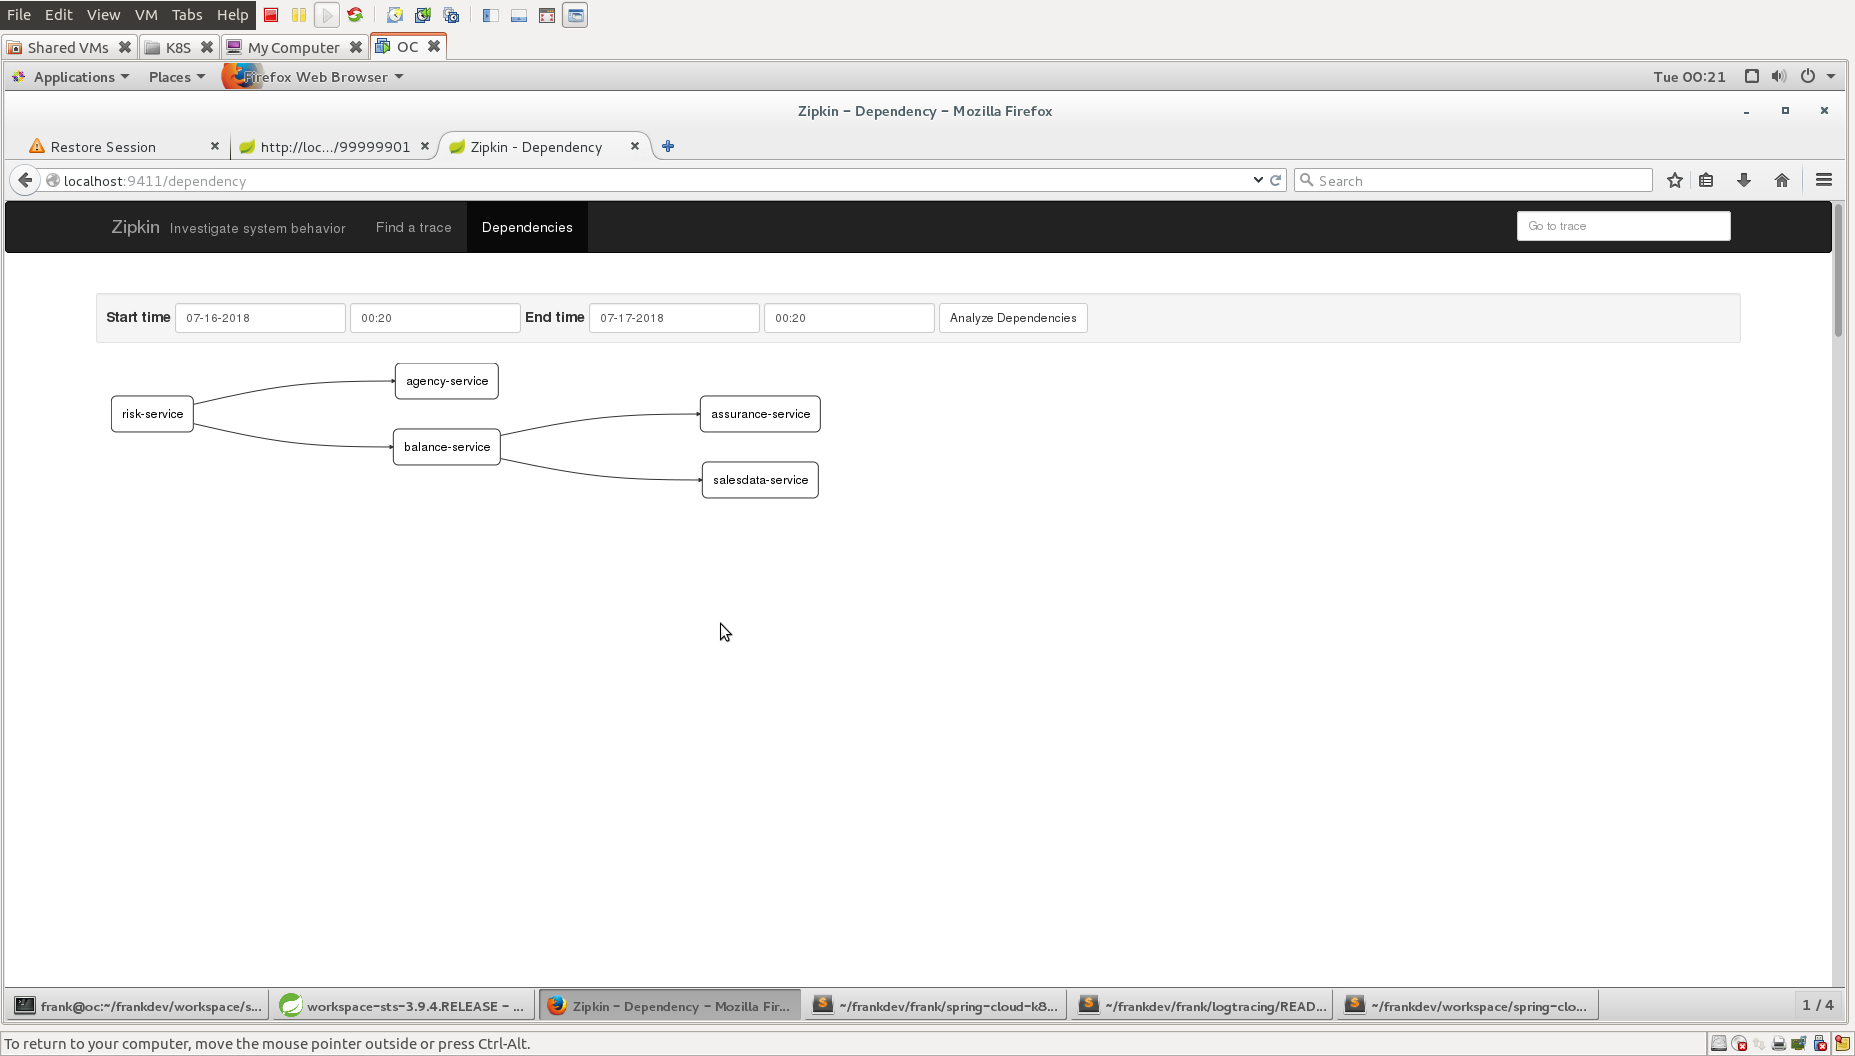 File Edit View VM Tabs Help
Shared VMs K8S My Computer OC
Applications Places Firefox Web Browser Tue 00:21
Zipkin - Dependency - Mozilla Firefox
Restore Session http://loc.../99999901 Zipkin - Dependency
localhost:9411/dependency Search
Zipkin Investigate system behavior Find a trace Dependencies Go to trace
Start time 07-16-2018 00:20 End time 07-17-2018 00:20 Analyze Dependencies
agency-service
risk-service assurance-service
balance-service
salesdata-service
frank@oc:~/frankdev/workspace/s... workspace-sts-3.9.4.RELEASE - ... Zipkin - Dependency - Mozilla Fir... ~/frankdev/frank/spring-cloud-k8... ~/frankdev/frank/logtracing/READ... ~/frankdev/workspace/spring-clo... 1 / 4
To return to your computer, move the mouse pointer outside or press Ctrl-Alt.